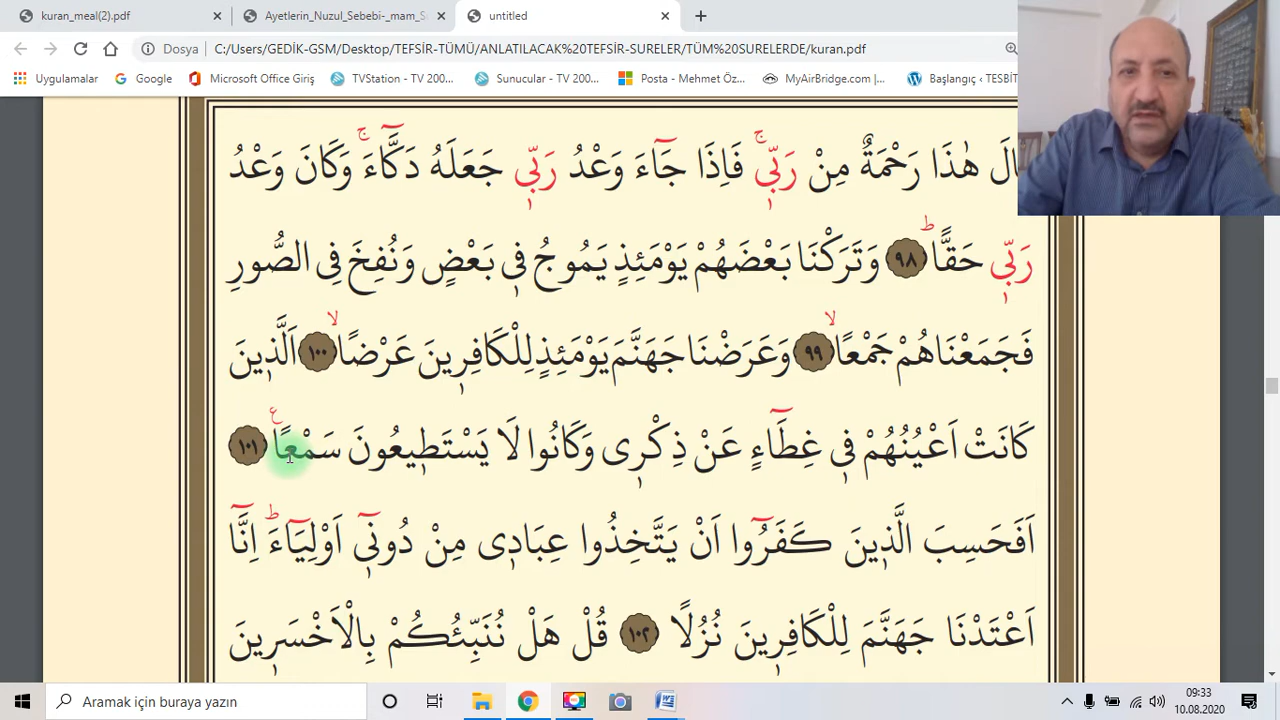 kuran_meal(2).pdf
Ayetlerin_Nuzul_Sebebi-_mam_S
untitled
Dosya
C:/Users/GEDİK-GSM/Desktop/TEFSİR-TÜMÜ/ANLATILACAK%20TEFSİR-SURELER/TÜM%20SURELERDE/kuran.pdf
Uygulamalar
Google
Microsoft Office Giriş
TVStation - TV 200...
Sunucular - TV 200...
Posta - Mehmet Öz...
MyAirBridge.com |...
Başlangıç ‹ TESBİT
هٰذَا رَحْمَةٌ مِنْ رَبّ۪يۚ فَاِذَا جَٓاءَ وَعْدُ رَبّ۪ي جَعَلَهُ دَكَّٓاءَۚ وَكَانَ وَعْدُ
رَبّ۪ي حَقًّاۜ ﴿٩٨﴾ وَتَرَكْنَا بَعْضَهُمْ يَوْمَئِذٍ يَمُوجُ ف۪ي بَعْضٍ وَنُفِخَ فِي الصُّورِ
فَجَمَعْنَاهُمْ جَمْعًاۙ ﴿٩٩﴾ وَعَرَضْنَا جَهَنَّمَ يَوْمَئِذٍ لِلْكَافِر۪ينَ عَرْضًاۙ ﴿١٠٠﴾ اَلَّذ۪ينَ
كَانَتْ اَعْيُنُهُمْ ف۪ي غِطَٓاءٍ عَنْ ذِكْر۪ي وَكَانُوا لَا يَسْتَط۪يعُونَ سَمْعًا ع ﴿١٠١﴾
اَفَحَسِبَ الَّذ۪ينَ كَفَرُٓوا اَنْ يَتَّخِذُوا عِبَاد۪ي مِنْ دُون۪ٓي اَوْلِيَٓاءَۜ اِنَّٓا
اَعْتَدْنَا جَهَنَّمَ لِلْكَافِر۪ينَ نُزُلًا ﴿١٠٢﴾ قُلْ هَلْ نُنَبِّئُكُمْ بِالْاَخْسَر۪ينَ
Aramak için buraya yazın
09:33
10.08.2020